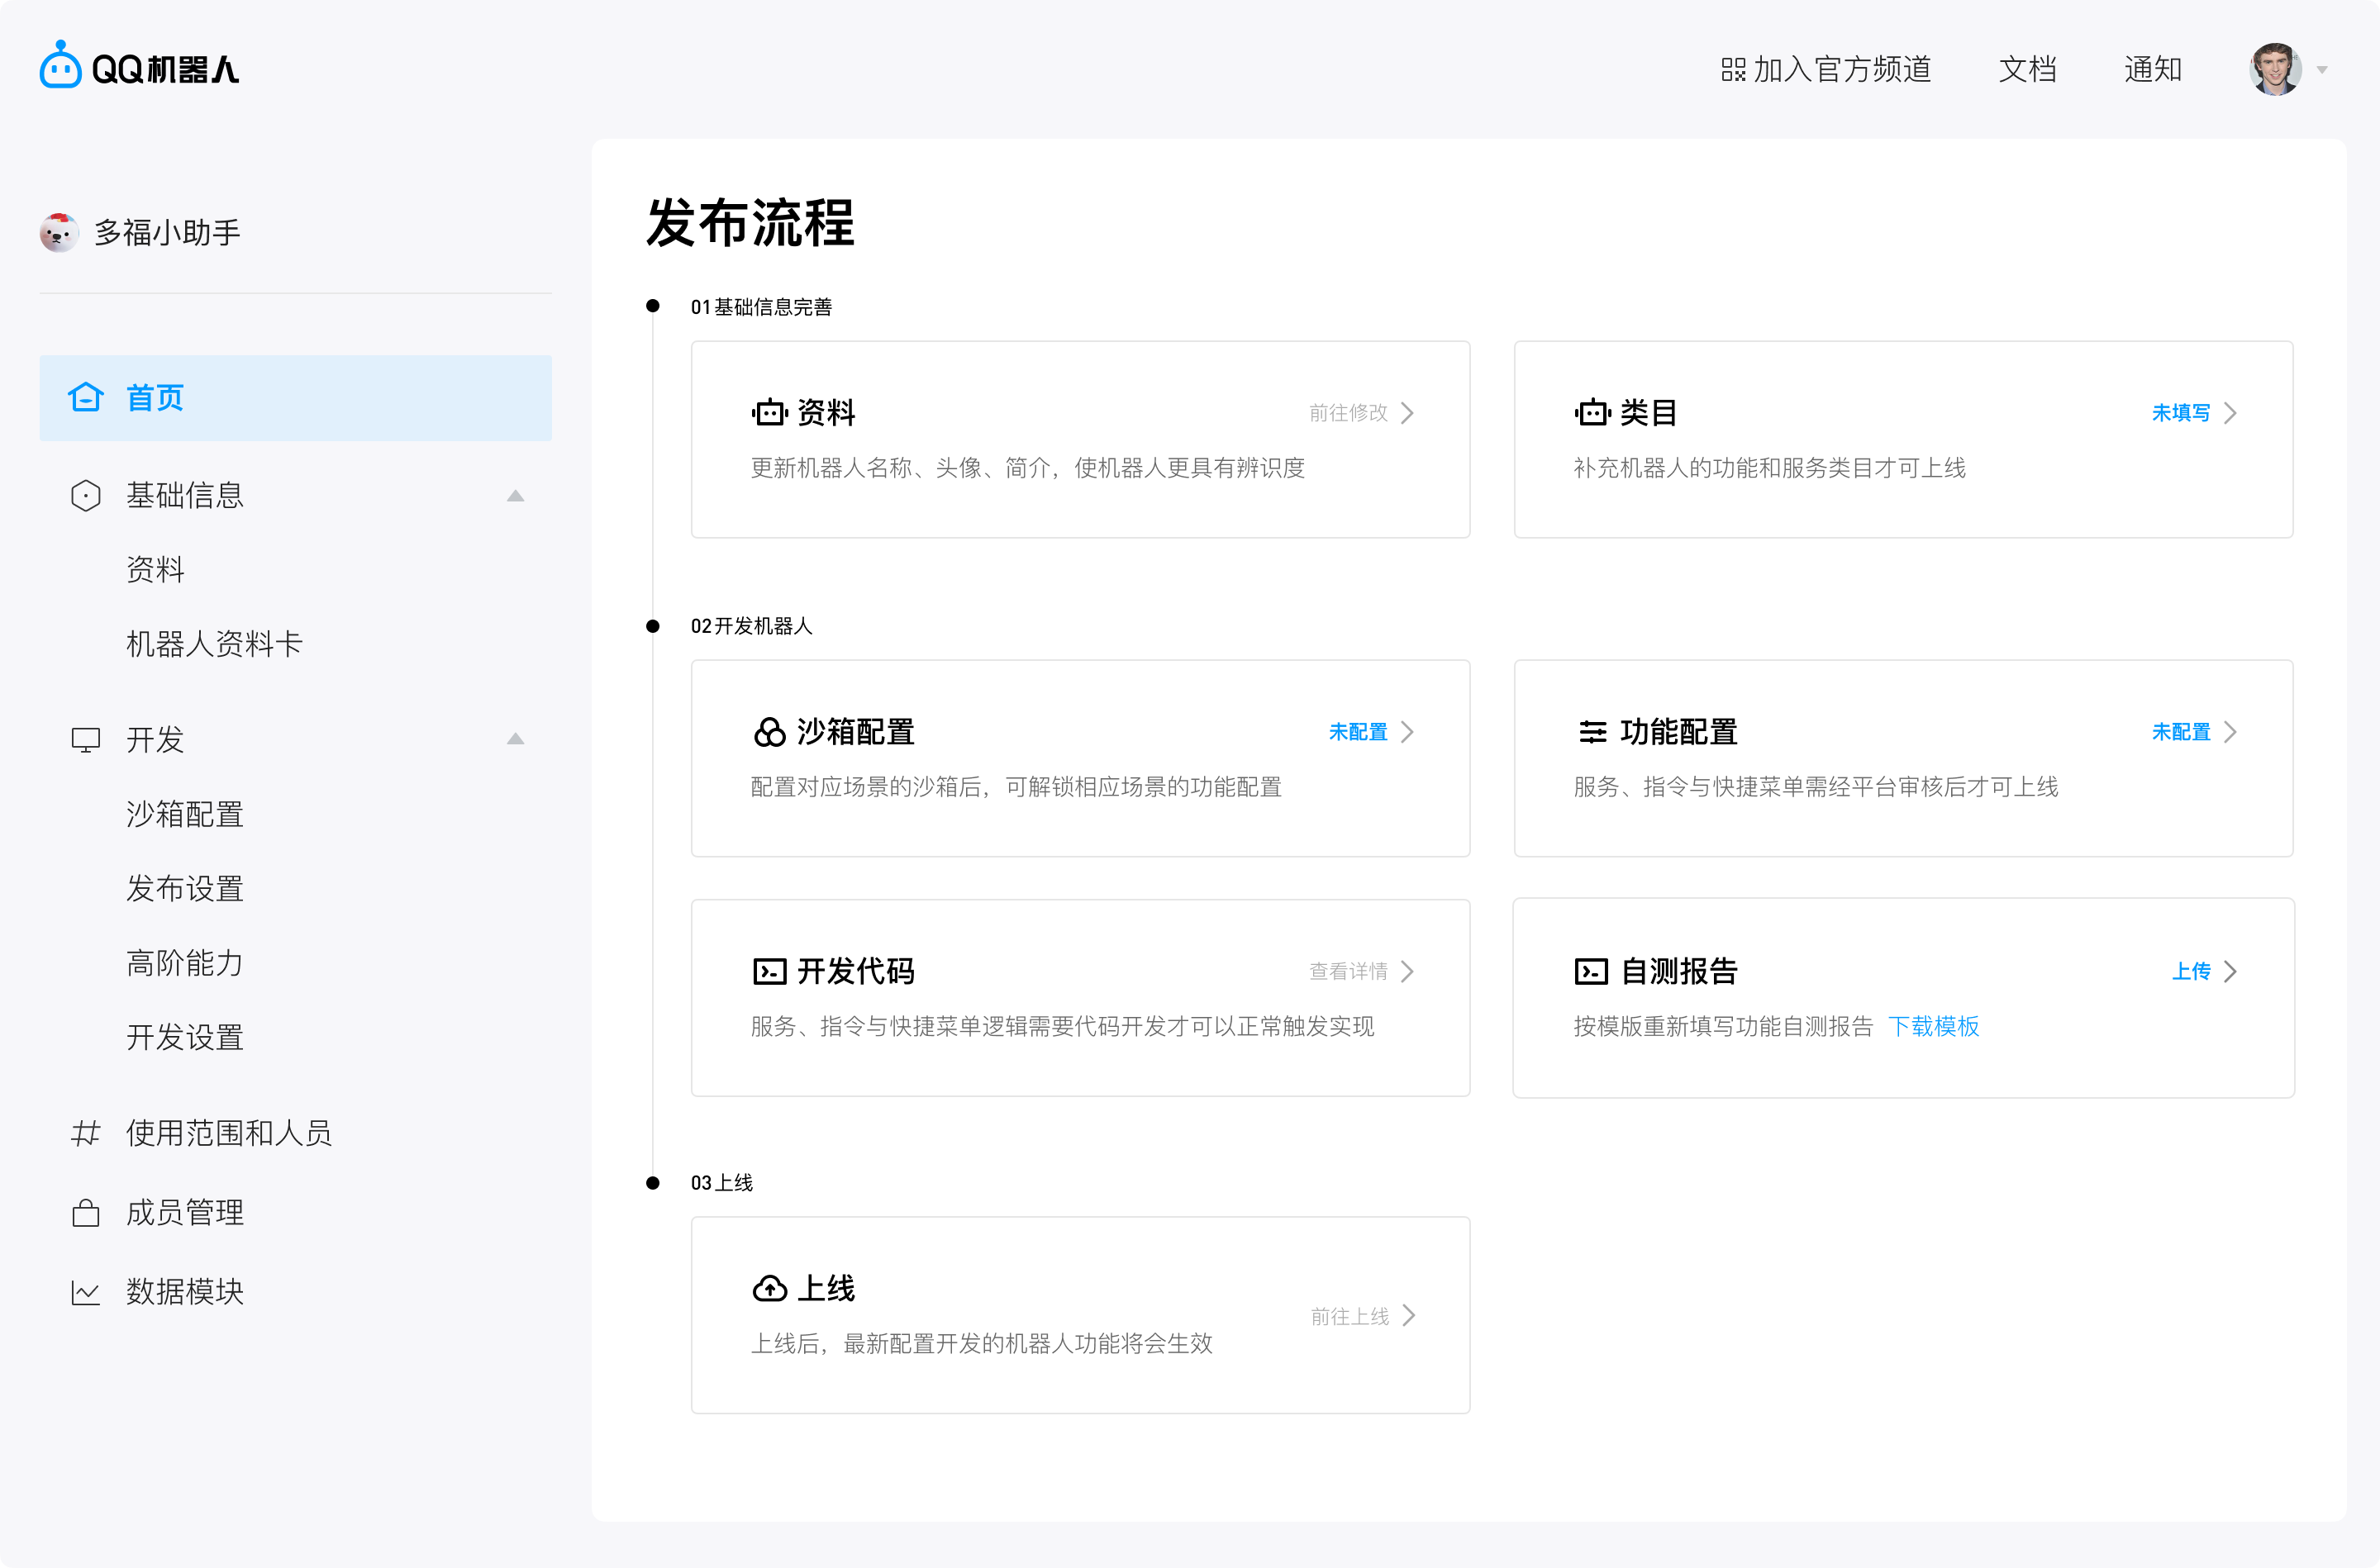 QQ机器人
加入官方频道 文档 通知
多福小助手
首页
基础信息
资料
机器人资料卡
开发
沙箱配置
发布设置
高阶能力
开发设置
使用范围和人员
成员管理
数据模块
发布流程
01 基础信息完善
资料 前往修改
更新机器人名称、头像、简介，使机器人更具有辨识度
类目 未填写
补充机器人的功能和服务类目才可上线
02 开发机器人
沙箱配置 未配置
配置对应场景的沙箱后，可解锁相应场景的功能配置
功能配置 未配置
服务、指令与快捷菜单需经平台审核后才可上线
开发代码 查看详情
服务、指令与快捷菜单逻辑需要代码开发才可以正常触发实现
自测报告 上传
按模版重新填写功能自测报告 下载模板
03 上线
上线
前往上线
上线后，最新配置开发的机器人功能将会生效